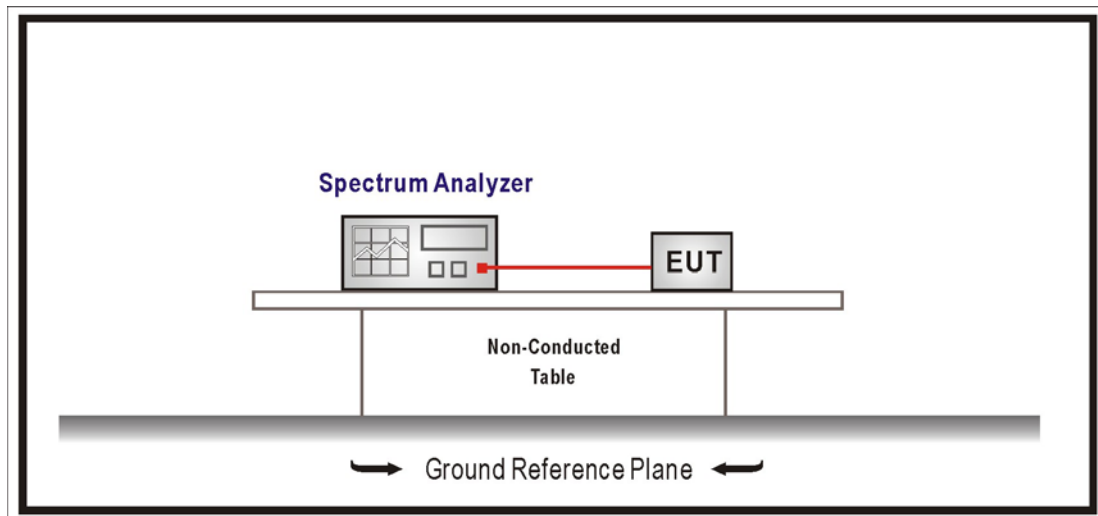 Spectrum Analyzer
EUT
Non-Conducted
Table
Ground Reference Plane